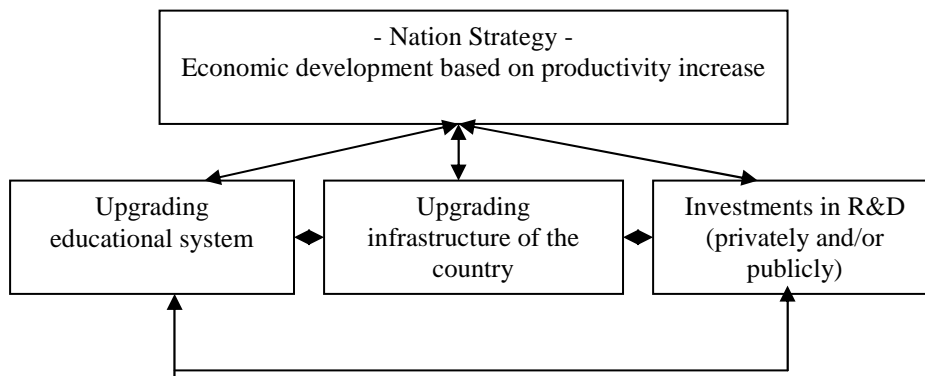 - Nation Strategy -
Economic development based on productivity increase
Upgrading
educational system
Upgrading
infrastructure of the
country
Investments in R&D
(privately and/or
publicly)